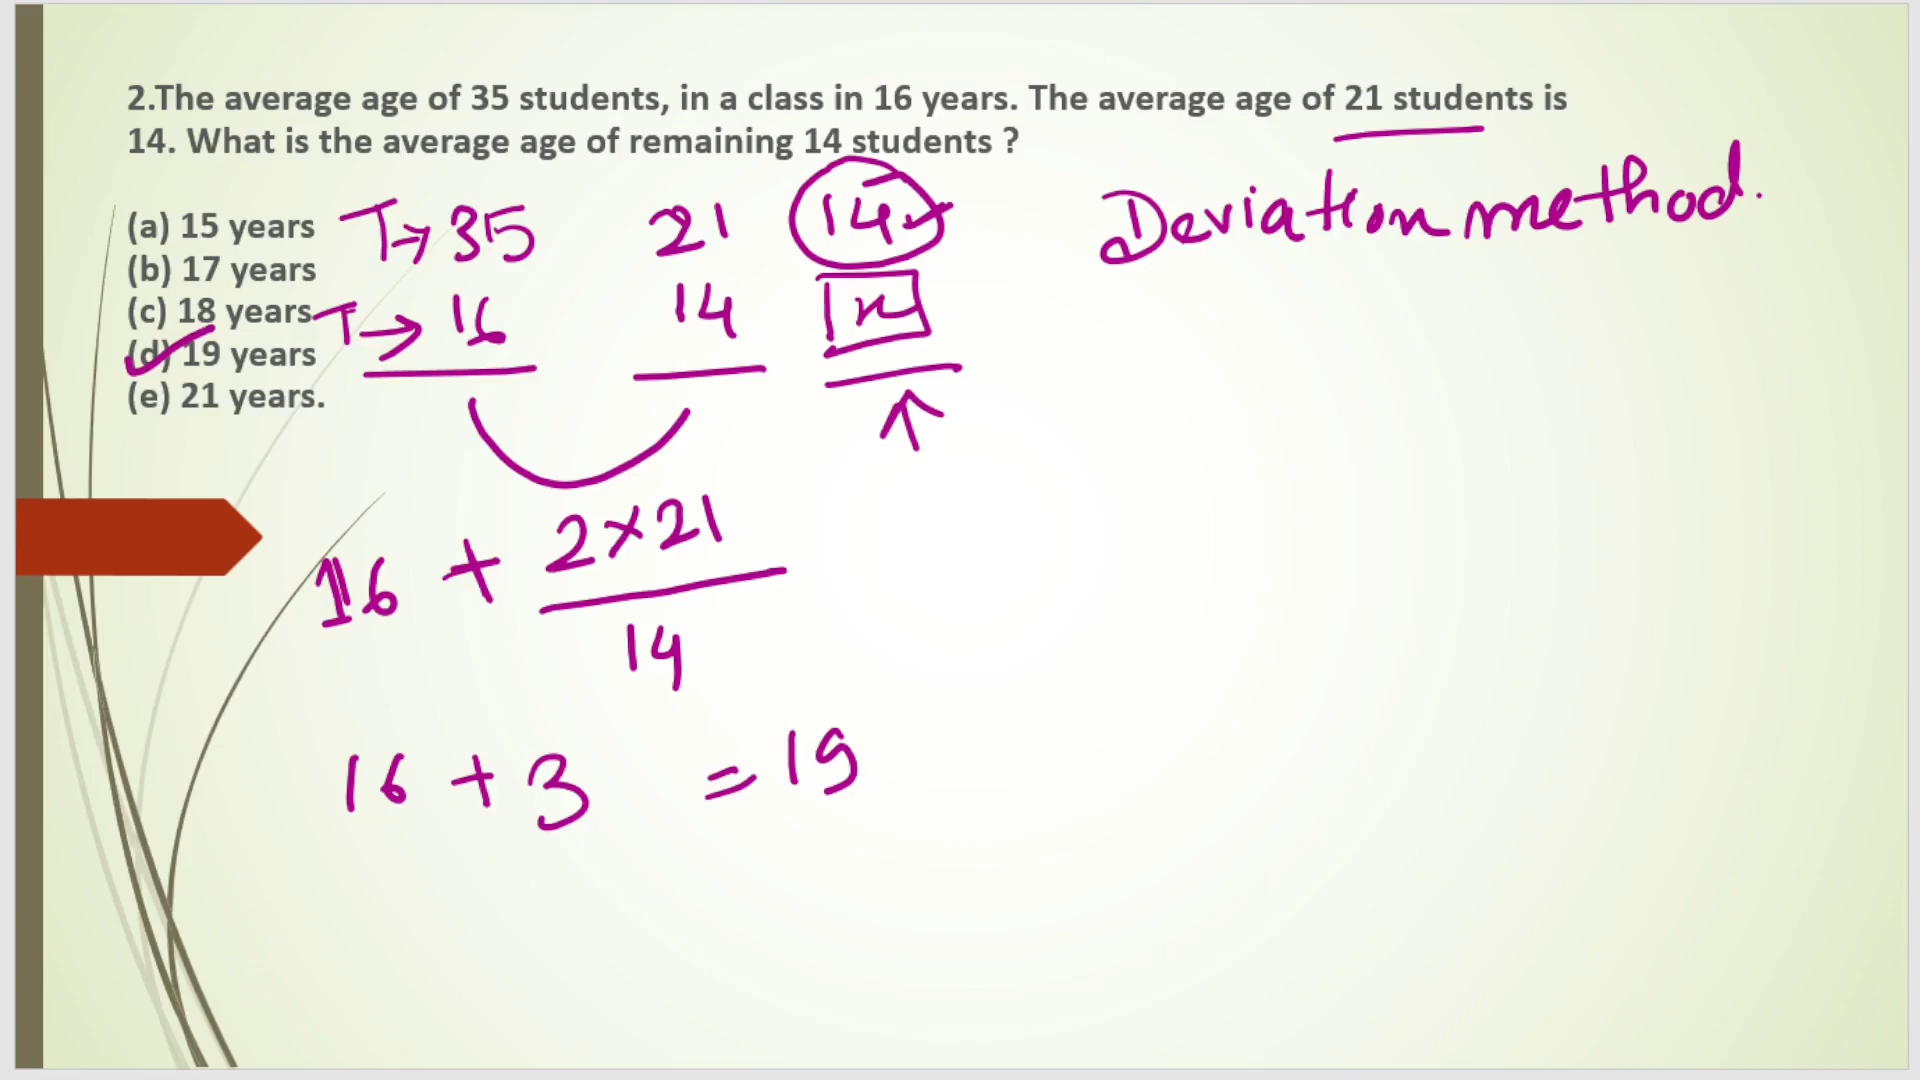 2.The average age of 35 students, in a class in 16 years. The average age of 21 students is
14. What is the average age of remaining 14 students ?
Deviation method.
(a) 15 years
T→ 35 21 14
(b) 17 years
(c) 18 years
T→ 16 14 x
(d) 19 years
(e) 21 years.
16 + 2×21
14
16 + 3 = 19